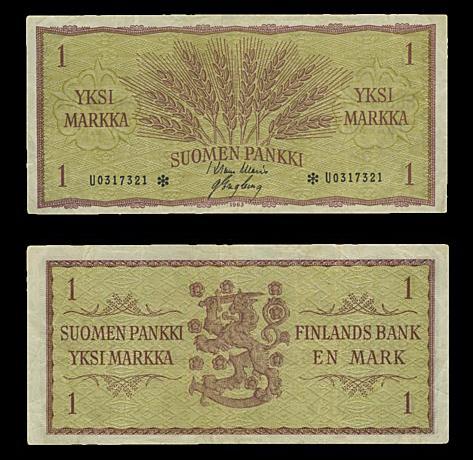 1 1
YKSI MARKKA YKSI MARKKA
SUOMEN PANKKI
1 U0317321 * * U0317321 1
1963
1 1
SUOMEN PANKKI FINLANDS BANK
YKSI MARKKA EN MARK
1 1